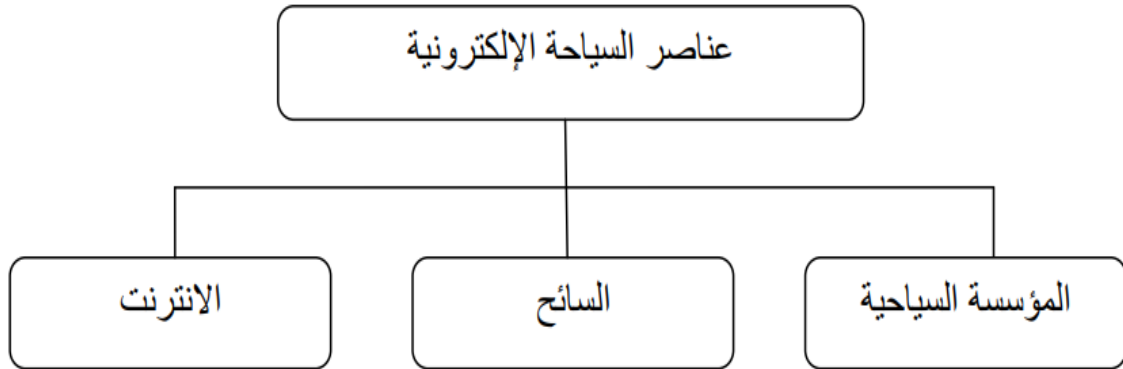 عناصر السياحة الإلكترونية
المؤسسة السياحية
السائح
الانترنت